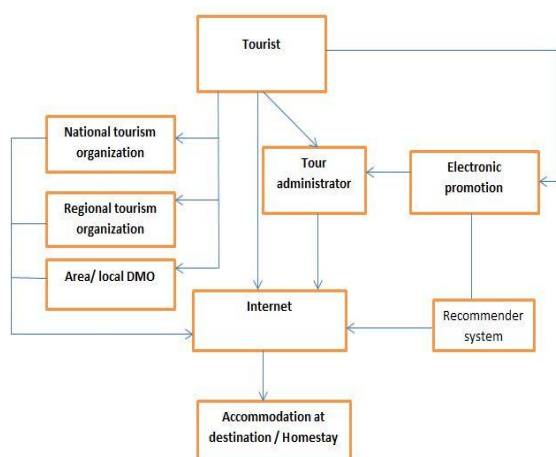 Tourist
National tourism
organization
Tour
administrator
Electronic
promotion
Regional tourism
organization
Area/ local DMO
Internet
Recommender
system
Accommodation at
destination / Homestay